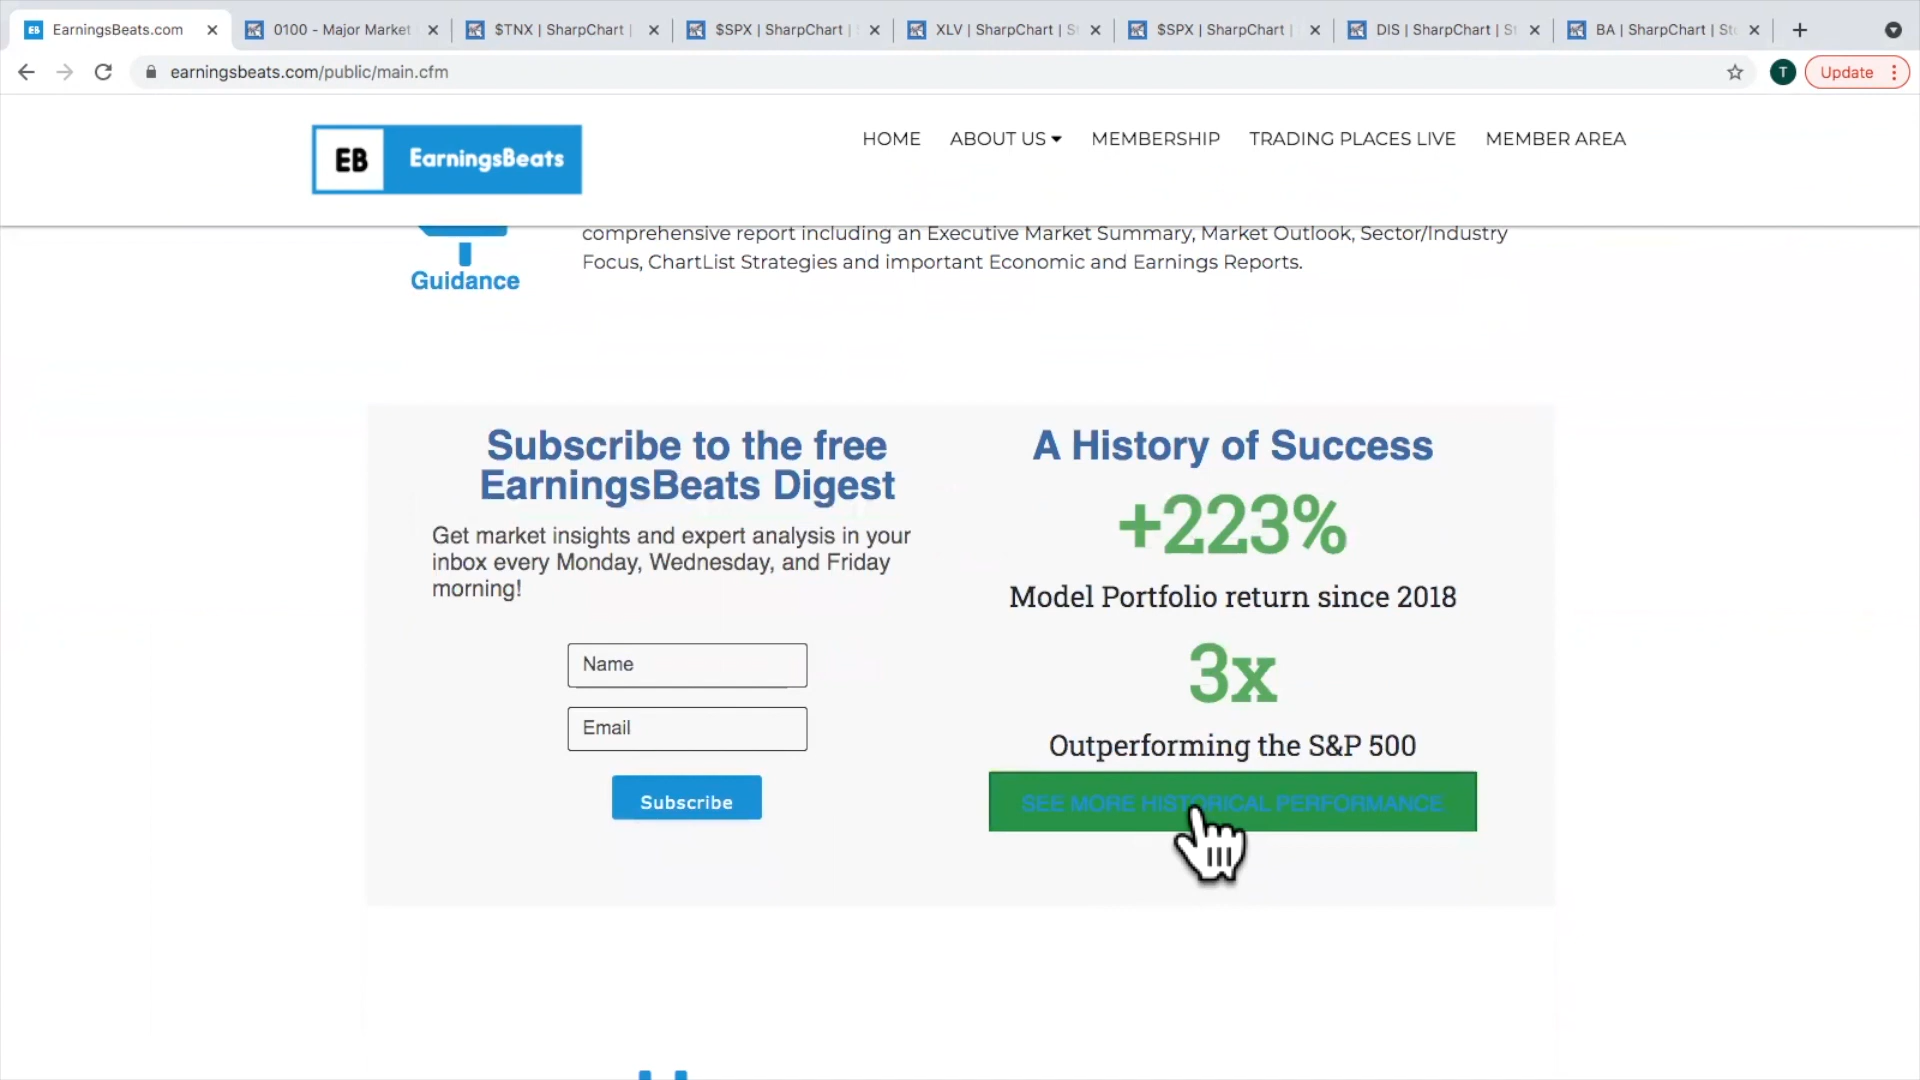 EarningsBeats.com
0100 - Major Market
$TNX | SharpChart |
$SPX | SharpChart |
XLV | SharpChart | St
$SPX | SharpChart |
DIS | SharpChart | St
BA | SharpChart | Sto
earningsbeats.com/public/main.cfm
T
Update
EB EarningsBeats
HOME
ABOUT US
MEMBERSHIP
TRADING PLACES LIVE
MEMBER AREA
Guidance
comprehensive report including an Executive Market Summary, Market Outlook, Sector/Industry
Focus, ChartList Strategies and important Economic and Earnings Reports.
Subscribe to the free
EarningsBeats Digest
Get market insights and expert analysis in your
inbox every Monday, Wednesday, and Friday
morning!
Name
Email
Subscribe
A History of Success
+223%
Model Portfolio return since 2018
3x
Outperforming the S&P 500
SEE MORE HISTORICAL PERFORMANCE